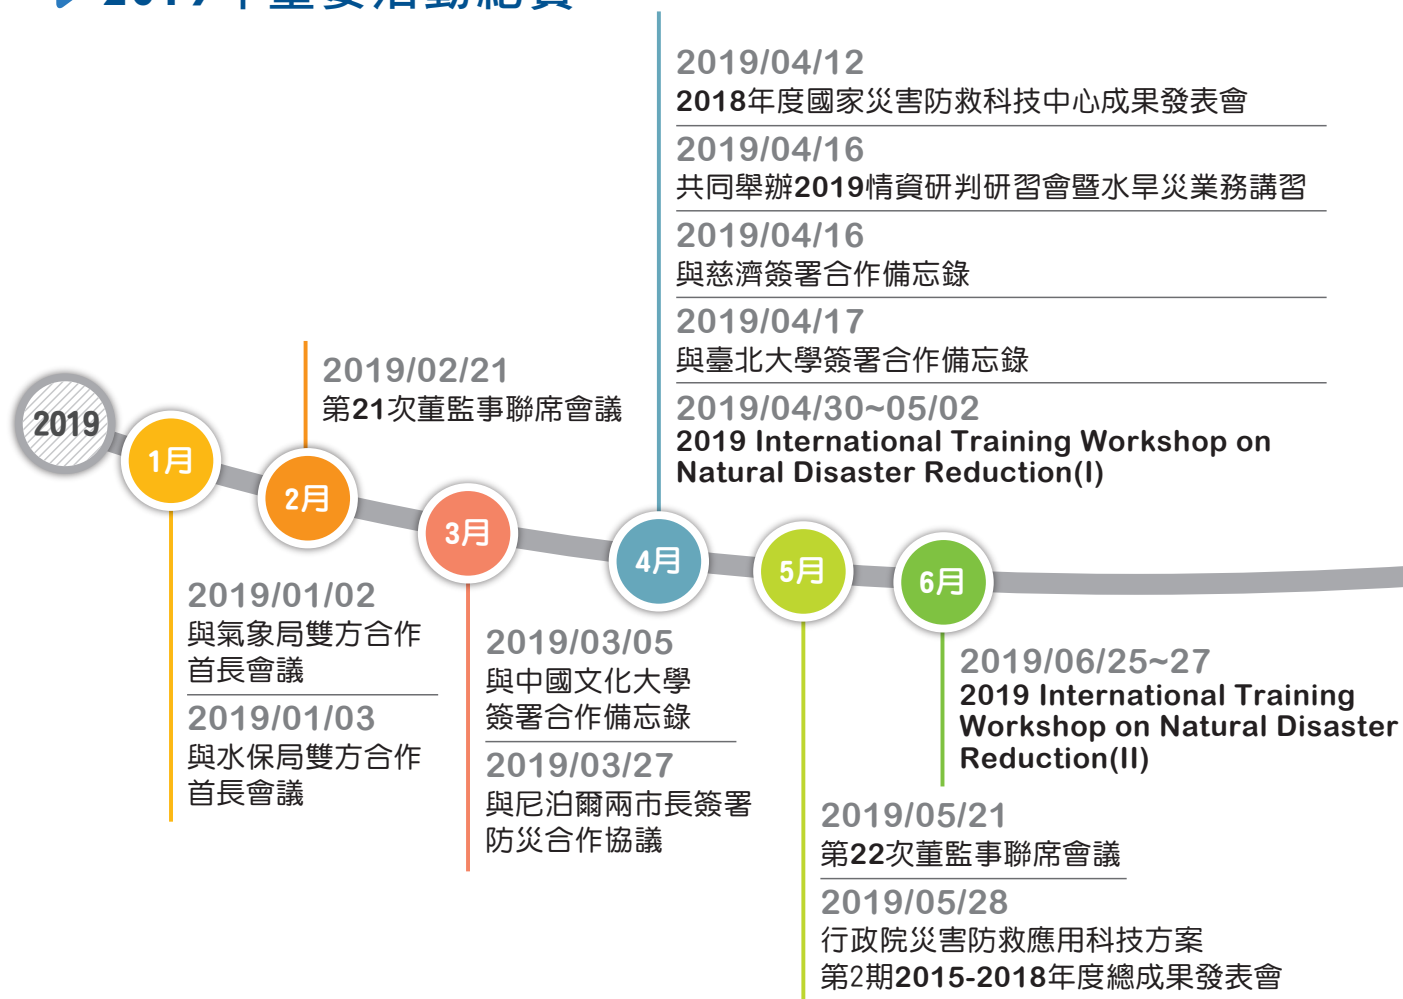 2019年重要活動總覽
2019/04/12
2018年度國家災害防救科技中心成果發表會
2019/04/16
共同舉辦2019情資研判研習會暨水旱災業務講習
2019/04/16
與慈濟簽署合作備忘錄
2019/04/17
與臺北大學簽署合作備忘錄
2019/04/30~05/02
2019 International Training Workshop on
Natural Disaster Reduction(I)
2019/02/21
第21次董監事聯席會議
2019
1月
2月
3月
4月
5月
6月
2019/01/02
與氣象局雙方合作
首長會議
2019/01/03
與水保局雙方合作
首長會議
2019/03/05
與中國文化大學
簽署合作備忘錄
2019/03/27
與尼泊爾兩市長簽署
防災合作協議
2019/06/25~27
2019 International Training
Workshop on Natural Disaster
Reduction(II)
2019/05/21
第22次董監事聯席會議
2019/05/28
行政院災害防救應用科技方案
第2期2015-2018年度總成果發表會